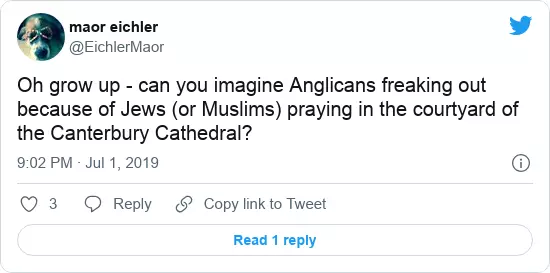 maor eichler
@EichlerMaor
Oh grow up - can you imagine Anglicans freaking out
because of Jews (or Muslims) praying in the courtyard of
the Canterbury Cathedral?
9:02 PM · Jul 1, 2019
3 Reply Copy link to Tweet
Read 1 reply